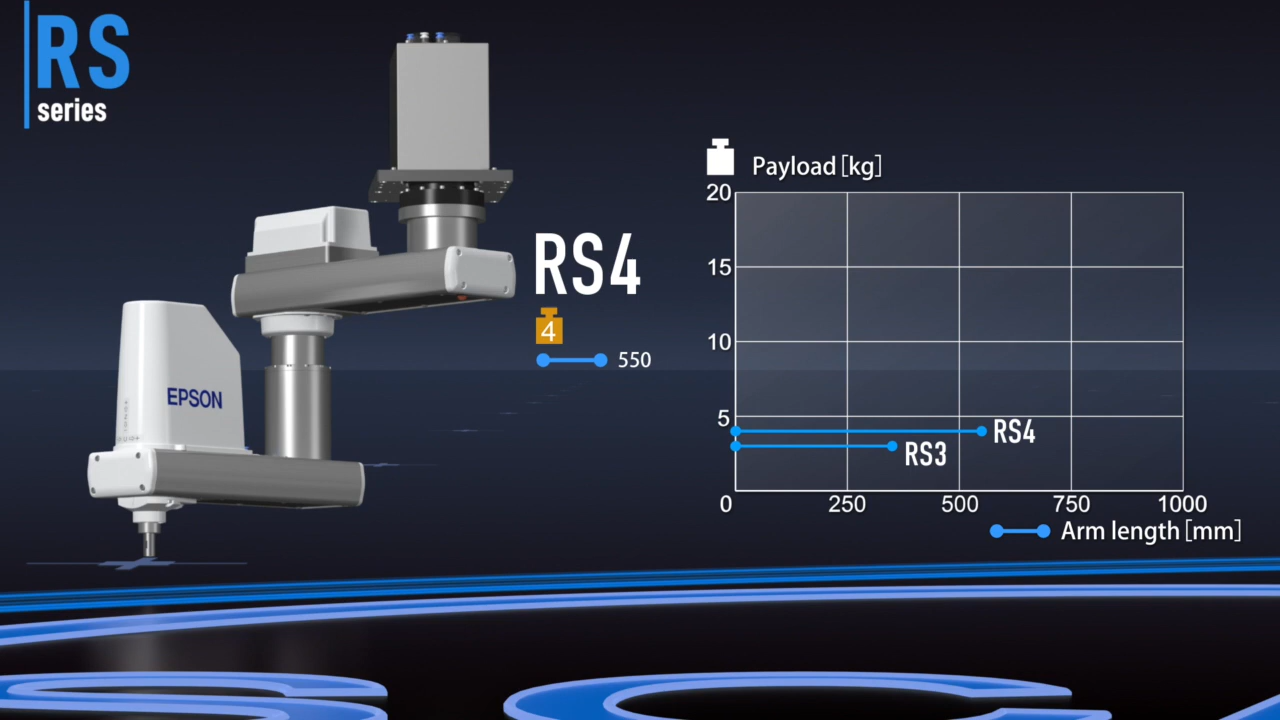 RS
series
EPSON
RS4
4
550
Payload [kg]
20
15
10
5
0
250
500
750
1000
RS4
RS3
Arm length [mm]